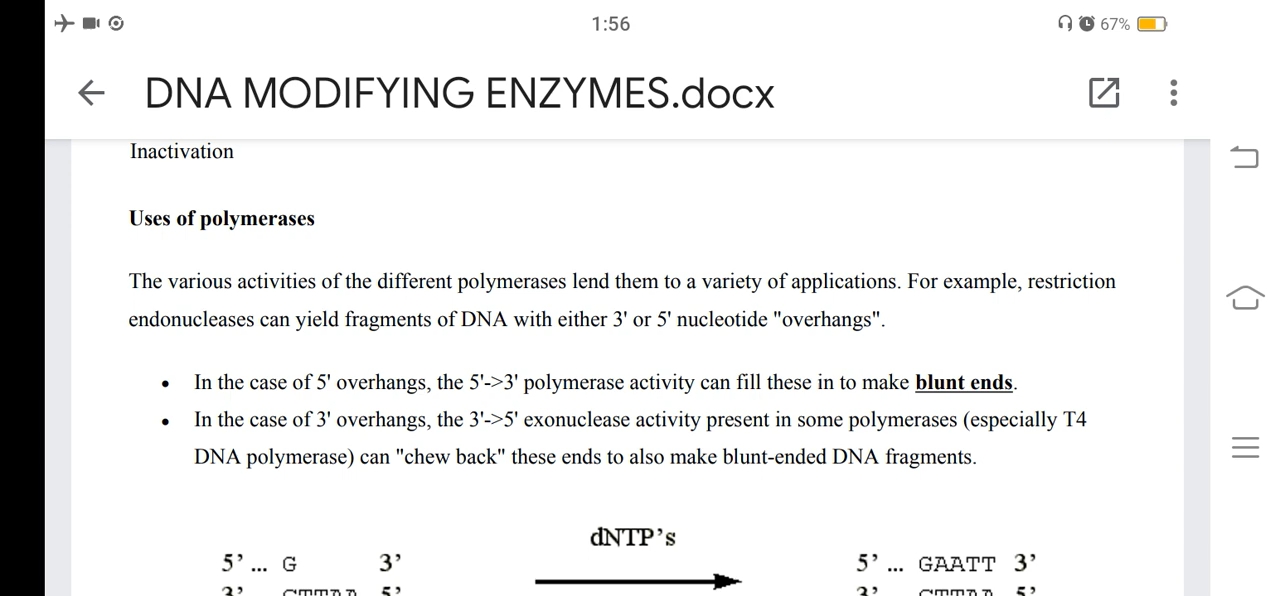 1:56
67%
DNA MODIFYING ENZYMES.docx
Inactivation
Uses of polymerases
The various activities of the different polymerases lend them to a variety of applications. For example, restriction
endonucleases can yield fragments of DNA with either 3' or 5' nucleotide "overhangs".
• In the case of 5' overhangs, the 5'->3' polymerase activity can fill these in to make blunt ends.
• In the case of 3' overhangs, the 3'->5' exonuclease activity present in some polymerases (especially T4
DNA polymerase) can "chew back" these ends to also make blunt-ended DNA fragments.
dNTP’s
5’ ... G 3’ 5’ ... GAATT 3’